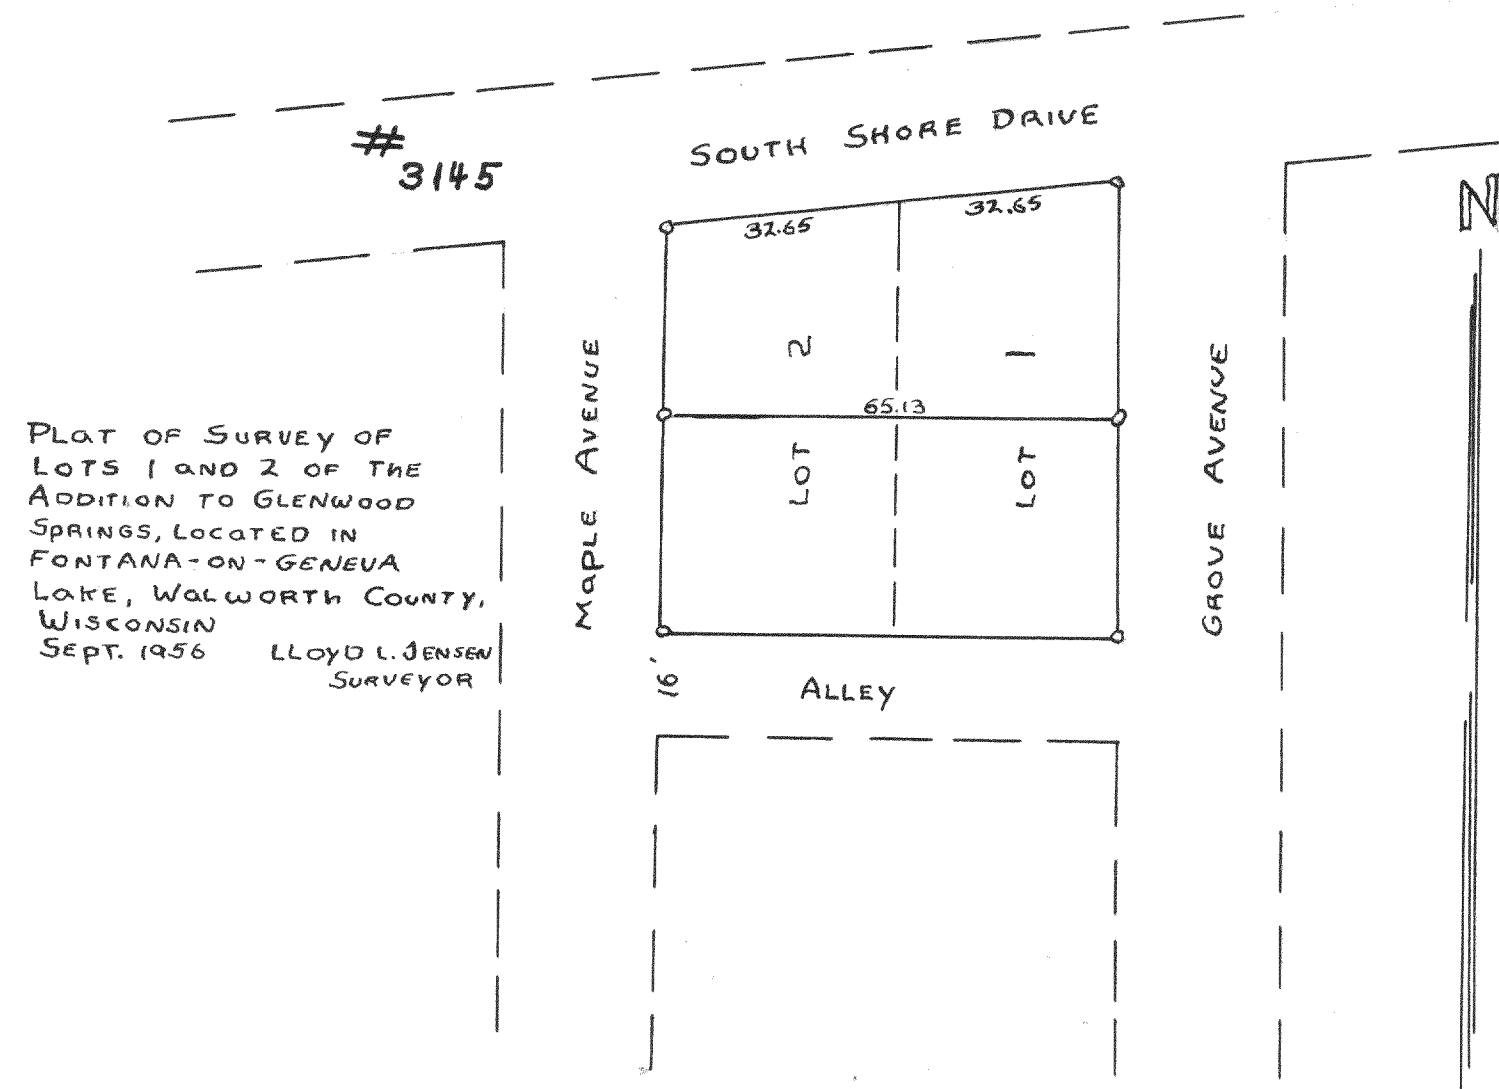 #
3145
SOUTH SHORE DRIVE
N
32.65
32.65
2
1
65.13
LOT
LOT
MAPLE AVENUE
GROVE AVENUE
PLAT OF SURVEY OF
LOTS 1 AND 2 OF THE
ADDITION TO GLENWOOD
SPRINGS, LOCATED IN
FONTANA-ON-GENEVA
LAKE, WALWORTH COUNTY,
WISCONSIN
SEPT. 1956 LLOYD L. JENSEN
SURVEYOR
16'
ALLEY